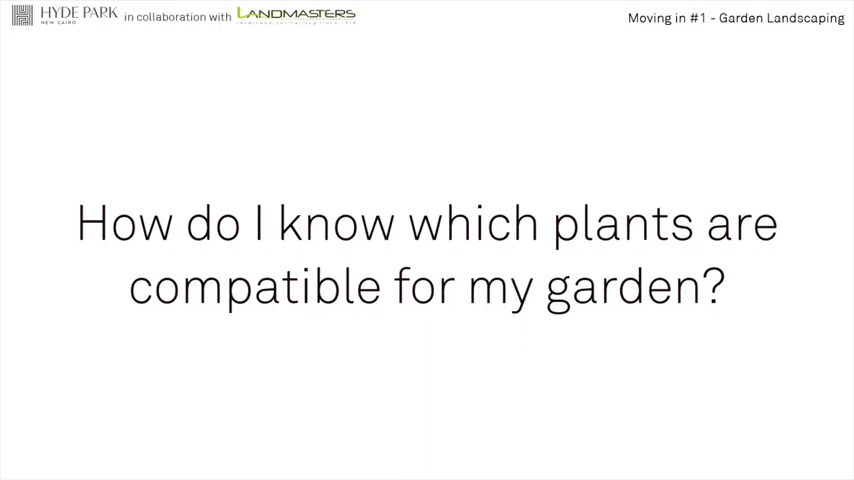 HYDE PARK
NEW CAIRO
in collaboration with
LANDMASTERS
Moving in #1 - Garden Landscaping
How do I know which plants are
compatible for my garden?